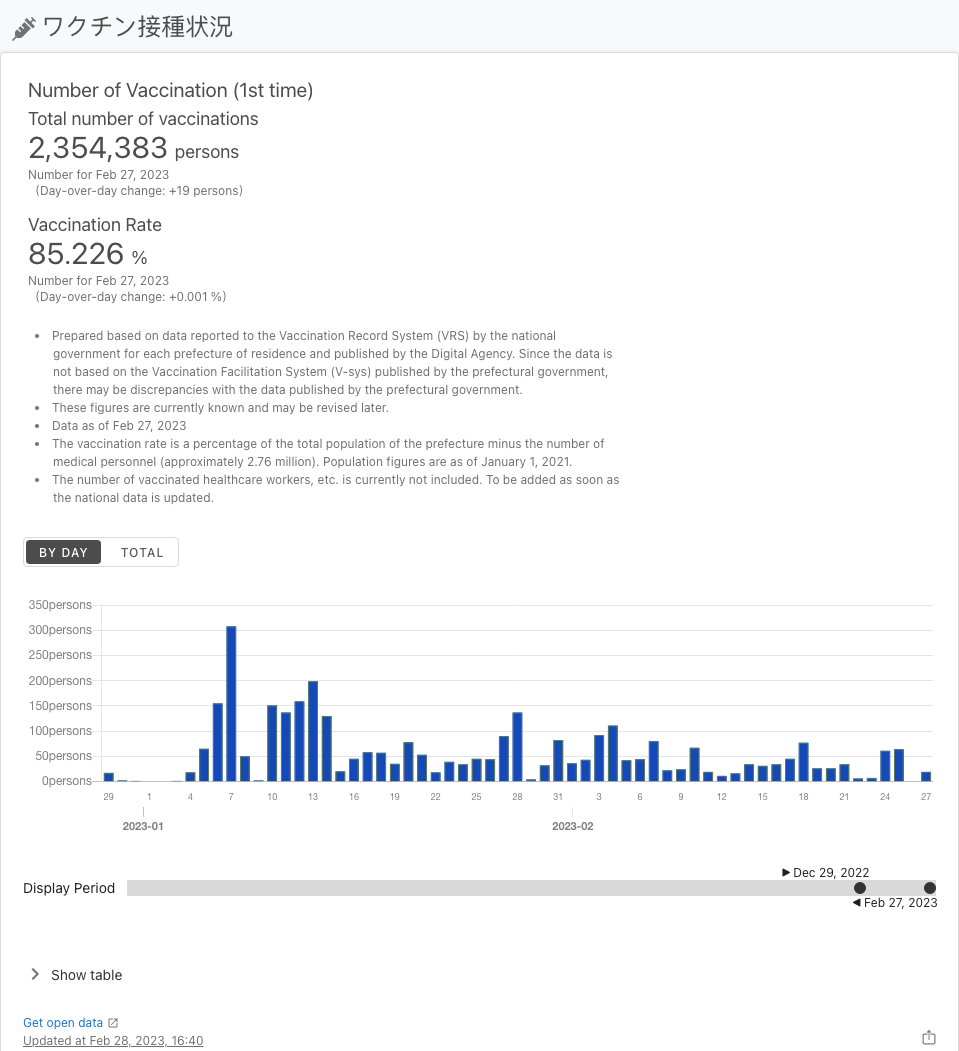 ワクチン接種状況
Number of Vaccination (1st time)
Total number of vaccinations
2,354,383 persons
Number for Feb 27, 2023
(Day-over-day change: +19 persons)
Vaccination Rate
85.226 %
Number for Feb 27, 2023
(Day-over-day change: +0.001 %)
• Prepared based on data reported to the Vaccination Record System (VRS) by the national
government for each prefecture of residence and published by the Digital Agency. Since the data is
not based on the Vaccination Facilitation System (V-sys) published by the prefectural government,
there may be discrepancies with the data published by the prefectural government.
• These figures are currently known and may be revised later.
• Data as of Feb 27, 2023
• The vaccination rate is a percentage of the total population of the prefecture minus the number of
medical personnel (approximately 2.76 million). Population figures are as of January 1, 2021.
• The number of vaccinated healthcare workers, etc. is currently not included. To be added as soon as
the national data is updated.
BY DAY TOTAL
350persons
300persons
250persons
200persons
150persons
100persons
50persons
0persons
29 1 4 7 10 13 16 19 22 25 28 31 3 6 9 12 15 18 21 24 27
2023-01 2023-02
Dec 29, 2022
Display Period
Feb 27, 2023
Show table
Get open data
Updated at Feb 28, 2023, 16:40